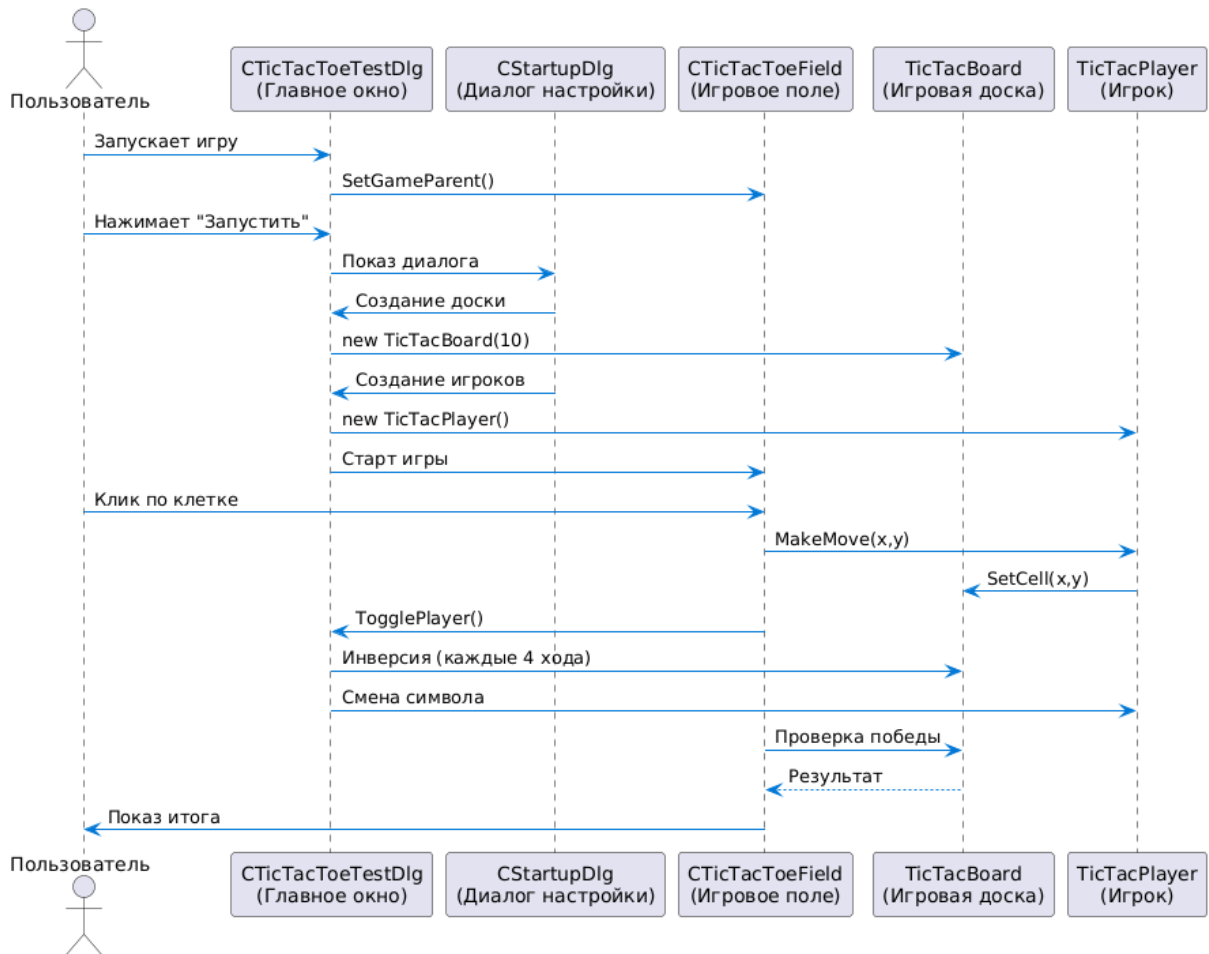 Пользователь
CTicTacToeTestDlg
(Главное окно)
CStartupDlg
(Диалог настройки)
CTicTacToeField
(Игровое поле)
TicTacBoard
(Игровая доска)
TicTacPlayer
(Игрок)
Запускает игру
SetGameParent()
Нажимает "Запустить"
Показ диалога
Создание доски
new TicTacBoard(10)
Создание игроков
new TicTacPlayer()
Старт игры
Клик по клетке
MakeMove(x,y)
SetCell(x,y)
TogglePlayer()
Инверсия (каждые 4 хода)
Смена символа
Проверка победы
Результат
Показ итога
Пользователь
CTicTacToeTestDlg
(Главное окно)
CStartupDlg
(Диалог настройки)
CTicTacToeField
(Игровое поле)
TicTacBoard
(Игровая доска)
TicTacPlayer
(Игрок)